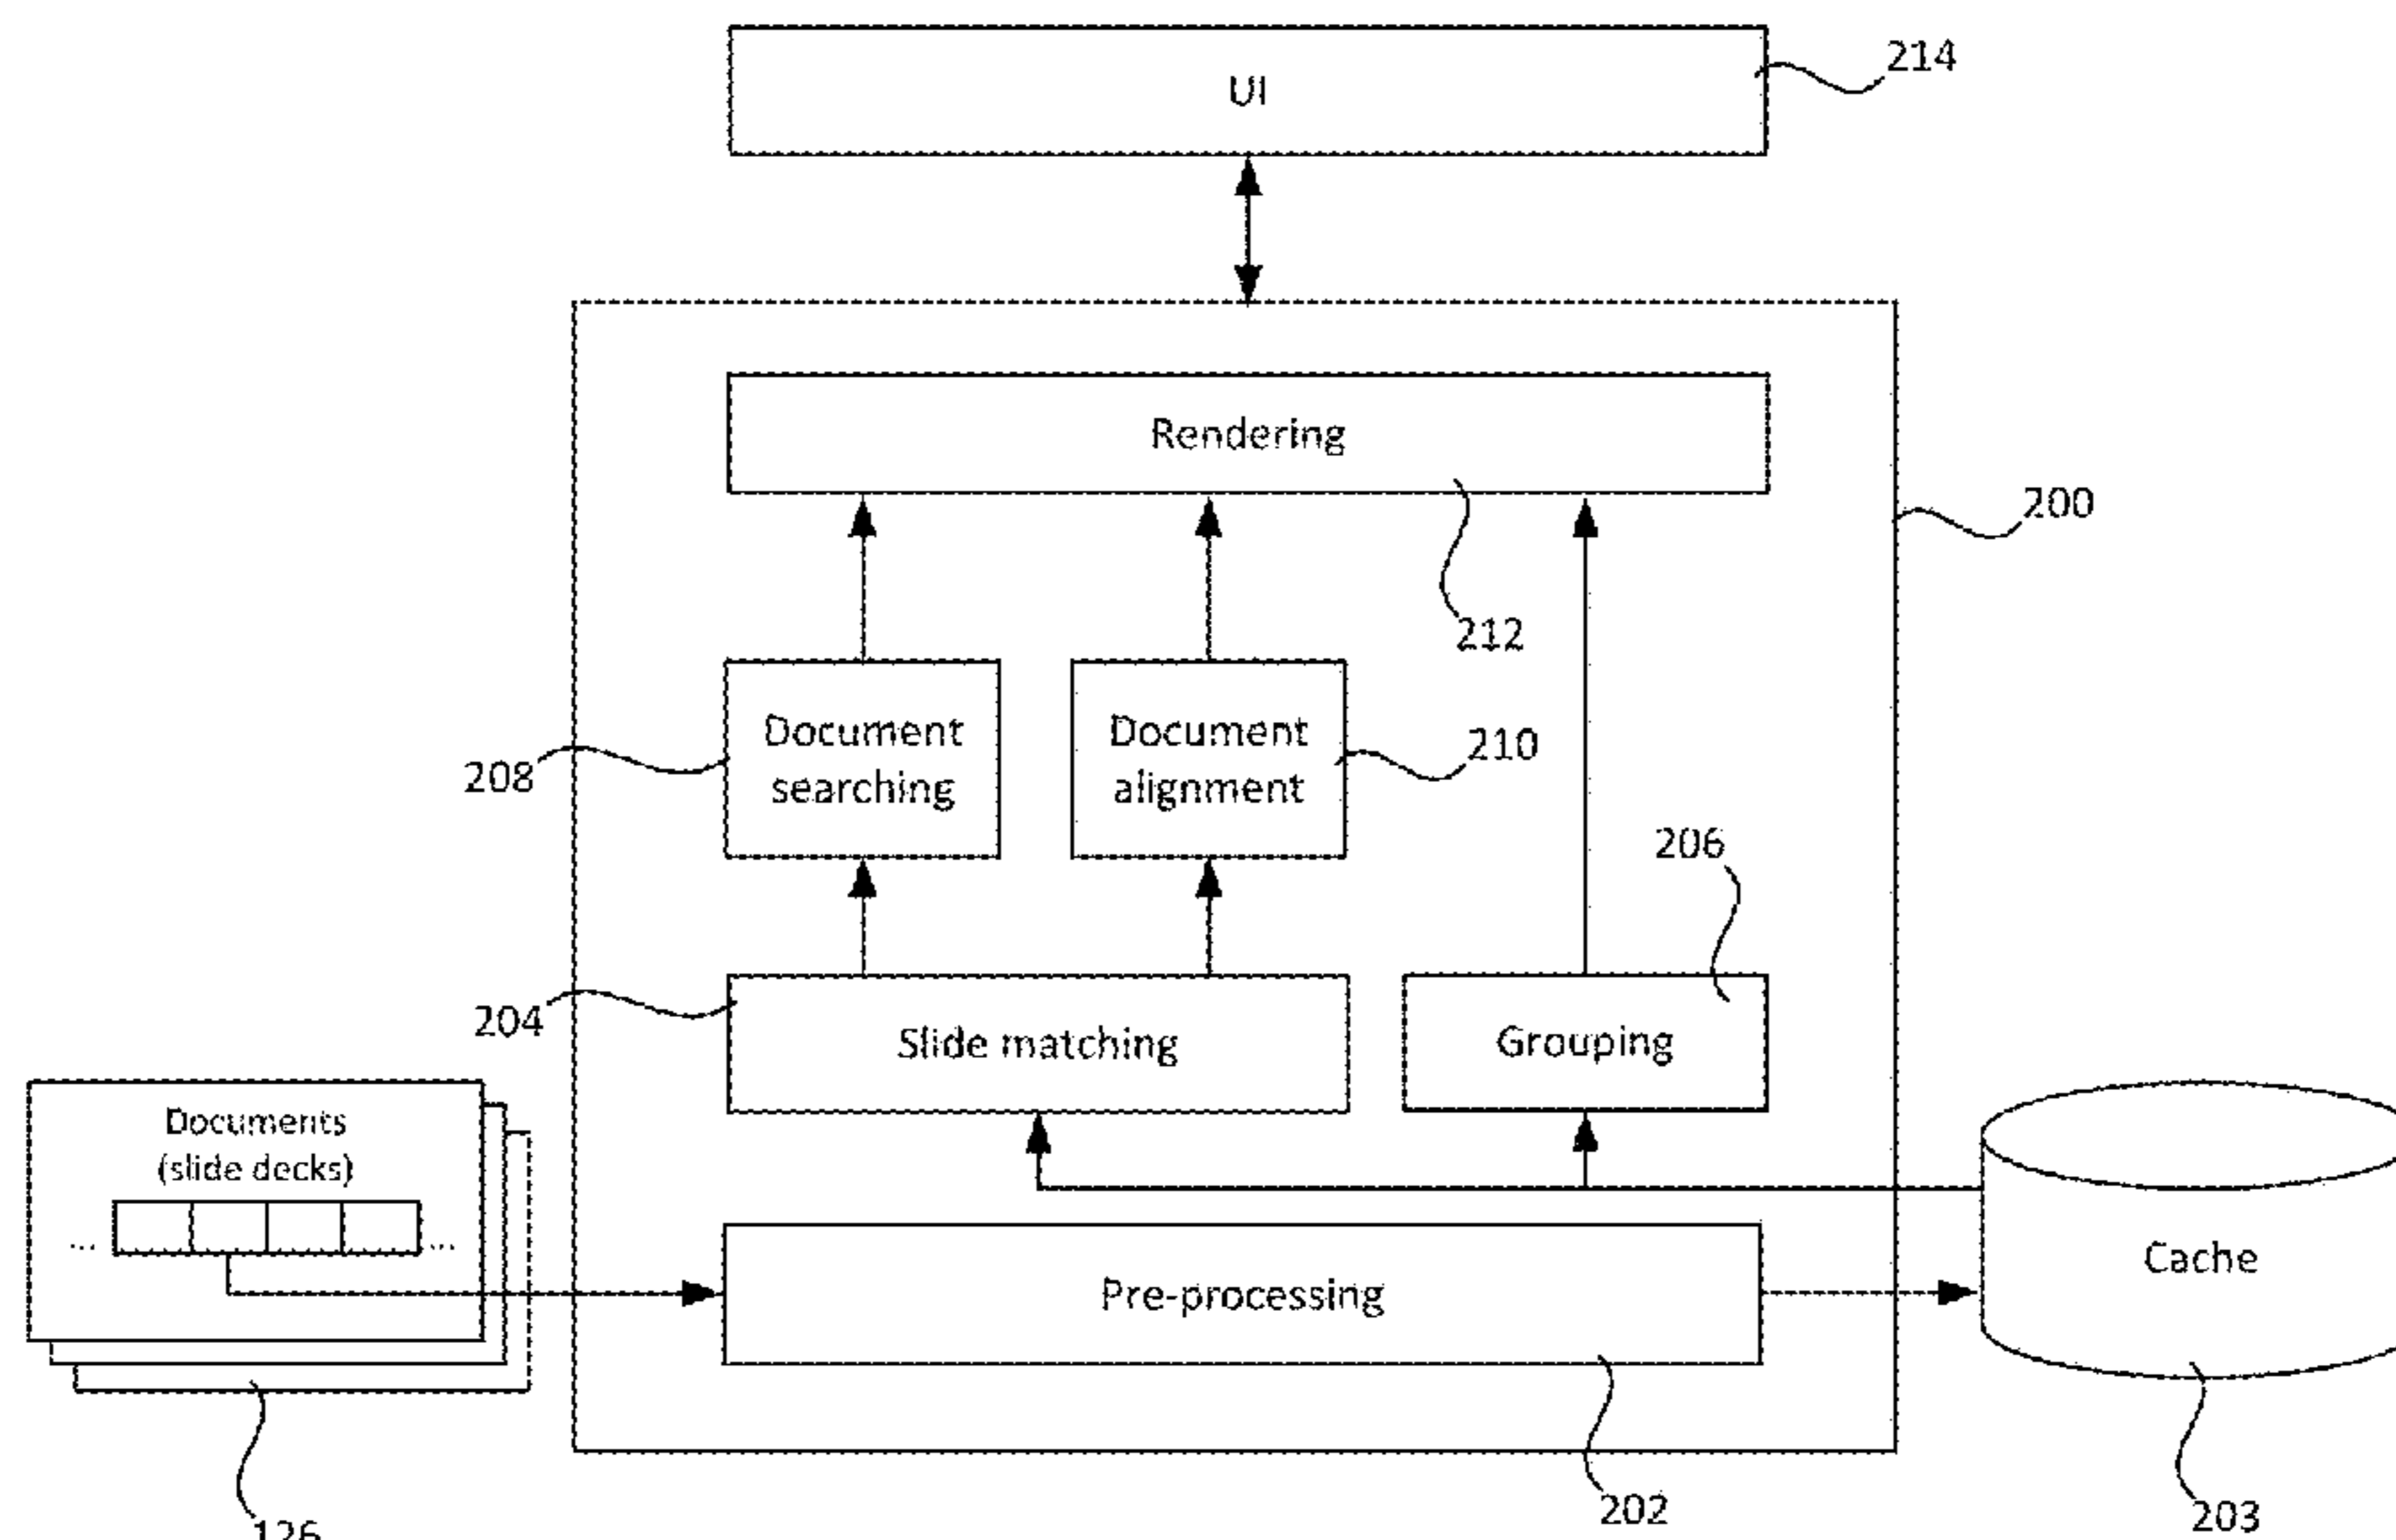 UI
214
Rendering
200
212
Document
searching
208
Document
alignment
210
206
204
Slide matching
Grouping
Documents
(slide decks)
... ...
Pre-processing
Cache
202
203
126